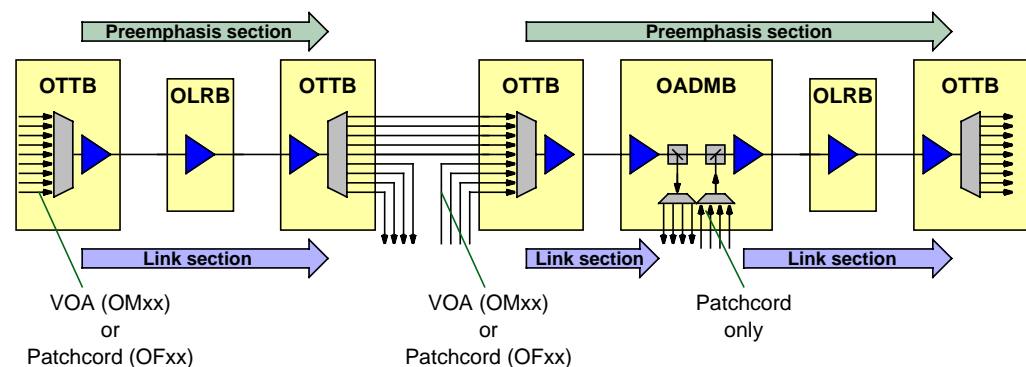 Preemphasis section
Preemphasis section
OTTB
OLRB
OTTB
OTTB
OADMB
OLRB
OTTB
Link section
Link section
Link section
VOA (OMxx)
or
Patchcord (OFxx)
VOA (OMxx)
or
Patchcord (OFxx)
Patchcord
only